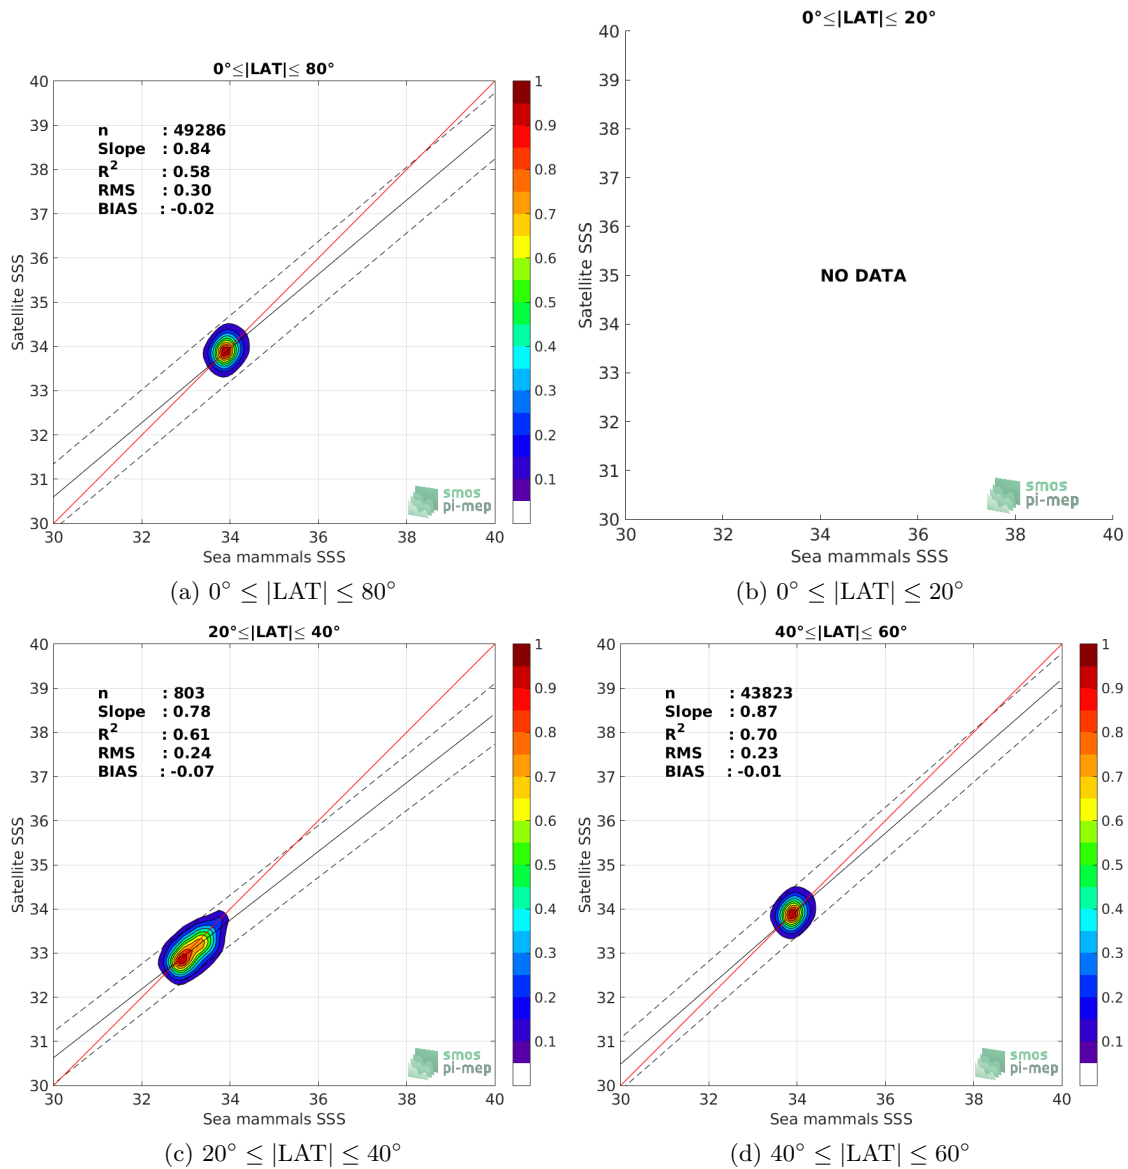 0°≤|LAT|≤ 80°
40
39
38
37
36
35
34
33
32
31
30
Satellite SSS
n : 49286
Slope : 0.84
R² : 0.58
RMS : 0.30
BIAS : -0.02
smos
pi-mep
30 32 34 36 38 40
Sea mammals SSS
1
0.9
0.8
0.7
0.6
0.5
0.4
0.3
0.2
0.1
(a) 0° ≤ |LAT| ≤ 80°
0°≤|LAT|≤ 20°
40
39
38
37
36
35
34
33
32
31
30
Satellite SSS
NO DATA
smos
pi-mep
30 32 34 36 38 40
Sea mammals SSS
(b) 0° ≤ |LAT| ≤ 20°
20°≤|LAT|≤ 40°
40
39
38
37
36
35
34
33
32
31
30
Satellite SSS
n : 803
Slope : 0.78
R² : 0.61
RMS : 0.24
BIAS : -0.07
smos
pi-mep
30 32 34 36 38 40
Sea mammals SSS
1
0.9
0.8
0.7
0.6
0.5
0.4
0.3
0.2
0.1
(c) 20° ≤ |LAT| ≤ 40°
40°≤|LAT|≤ 60°
40
39
38
37
36
35
34
33
32
31
30
Satellite SSS
n : 43823
Slope : 0.87
R² : 0.70
RMS : 0.23
BIAS : -0.01
smos
pi-mep
30 32 34 36 38 40
Sea mammals SSS
1
0.9
0.8
0.7
0.6
0.5
0.4
0.3
0.2
0.1
(d) 40° ≤ |LAT| ≤ 60°